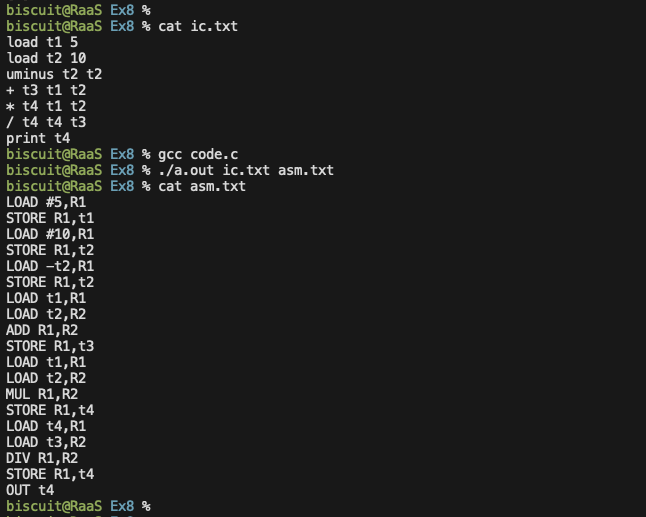 biscuit@RaaS Ex8 %
biscuit@RaaS Ex8 % cat ic.txt
load t1 5
load t2 10
uminus t2 t2
+ t3 t1 t2
* t4 t1 t2
/ t4 t4 t3
print t4
biscuit@RaaS Ex8 % gcc code.c
biscuit@RaaS Ex8 % ./a.out ic.txt asm.txt
biscuit@RaaS Ex8 % cat asm.txt
LOAD #5,R1
STORE R1,t1
LOAD #10,R1
STORE R1,t2
LOAD -t2,R1
STORE R1,t2
LOAD t1,R1
LOAD t2,R2
ADD R1,R2
STORE R1,t3
LOAD t1,R1
LOAD t2,R2
MUL R1,R2
STORE R1,t4
LOAD t4,R1
LOAD t3,R2
DIV R1,R2
STORE R1,t4
OUT t4
biscuit@RaaS Ex8 %